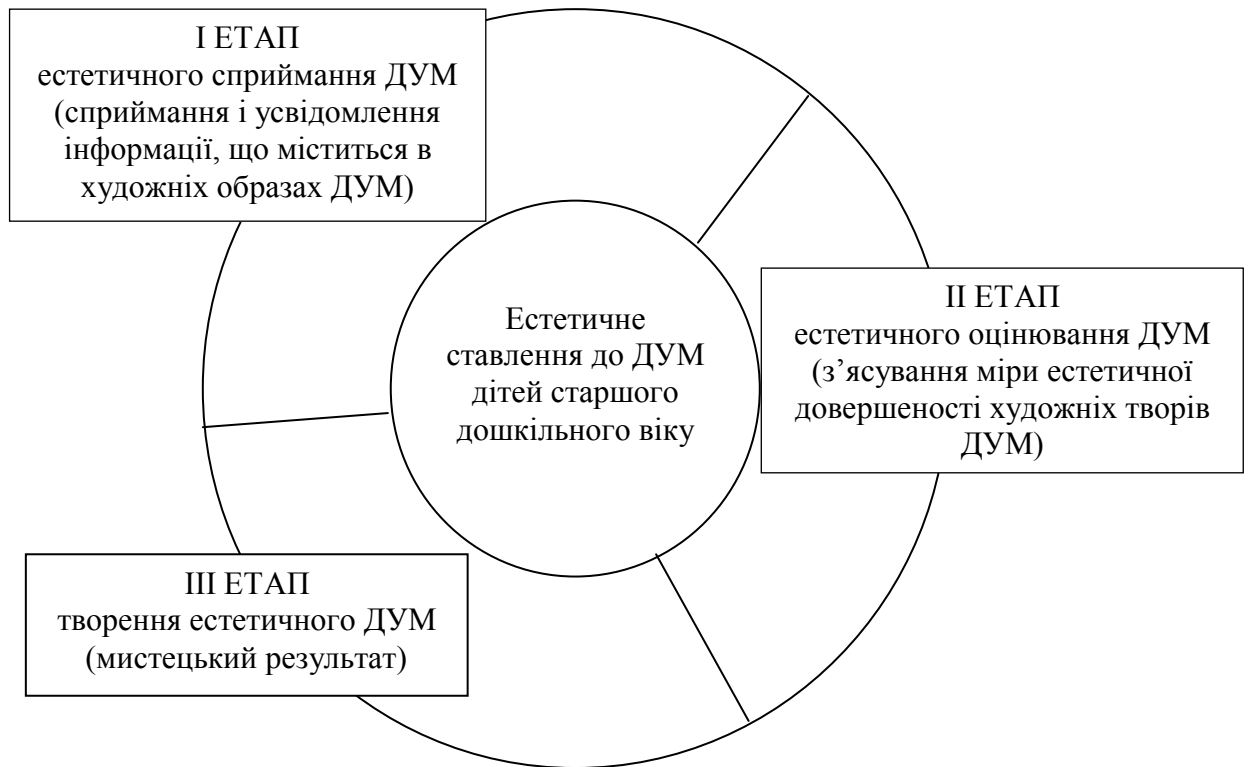 І ЕТАП
естетичного сприймання ДУМ
(сприймання і усвідомлення
інформації, що міститься в
художніх образах ДУМ)
ІІ ЕТАП
естетичного оцінювання ДУМ
(з’ясування міри естетичної
довершеності художніх творів
ДУМ)
Естетичне
ставлення до ДУМ
дітей старшого
дошкільного віку
ІІІ ЕТАП
творення естетичного ДУМ
(мистецький результат)